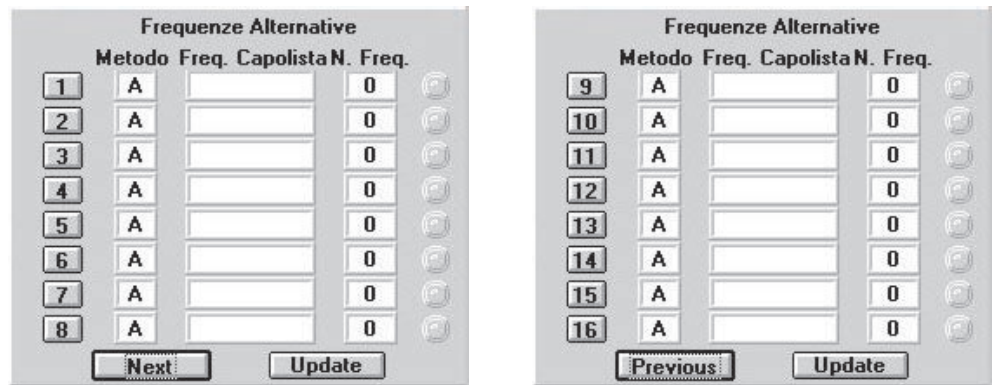 Frequenze Alternative
Metodo Freq. Capolista N. Freq.
1 A 0
2 A 0
3 A 0
4 A 0
5 A 0
6 A 0
7 A 0
8 A 0
Next Update
Frequenze Alternative
Metodo Freq. Capolista N. Freq.
9 A 0
10 A 0
11 A 0
12 A 0
13 A 0
14 A 0
15 A 0
16 A 0
Previous Update